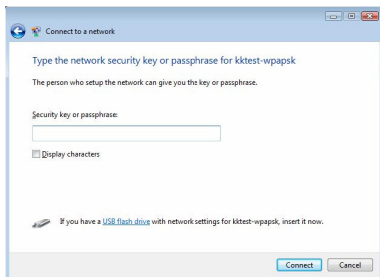 Connect to a network
Type the network security key or passphrase for kktest-wpapsk
The person who setup the network can give you the key or passphrase.
Security key or passphrase:
Display characters
If you have a USB flash drive with network settings for kktest-wpapsk, insert it now.
Connect Cancel